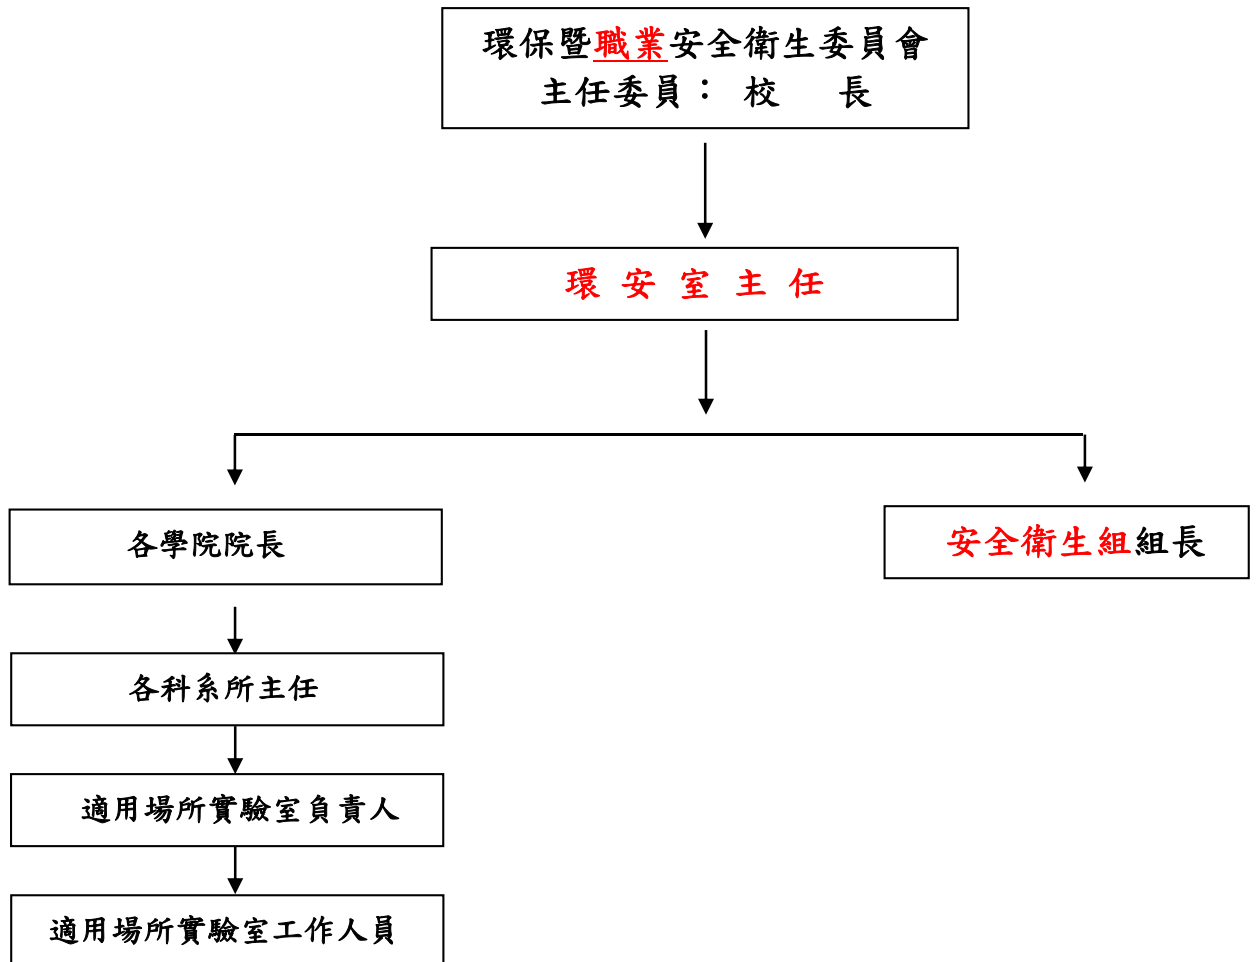 環保暨職業安全衛生委員會
主任委員： 校 長
環 安 室 主 任
各學院院長
安全衛生組組長
各科系所主任
適用場所實驗室負責人
適用場所實驗室工作人員